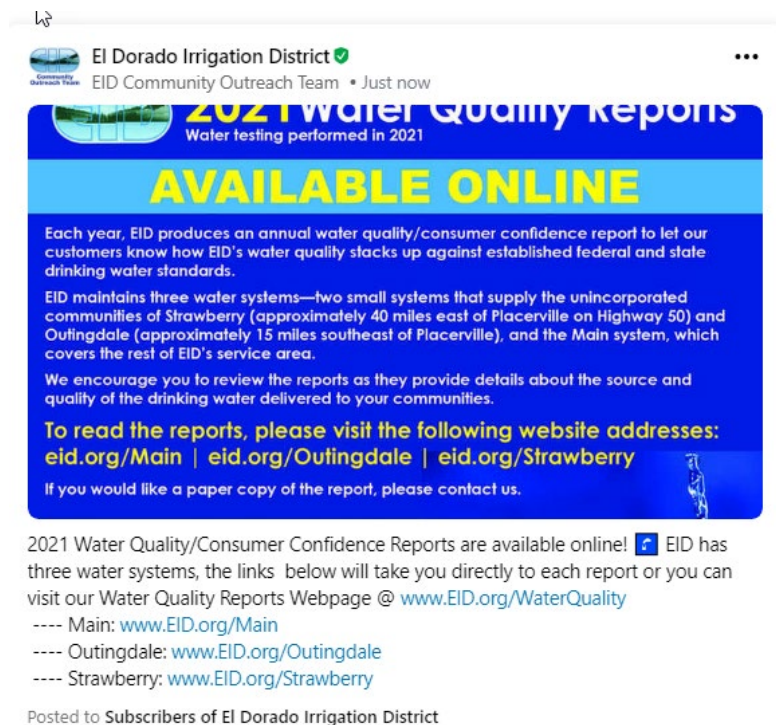 El Dorado Irrigation District
EID Community Outreach Team • Just now
EID
Community
Outreach Team
EID
2021 Water Quality Reports
Water testing performed in 2021
AVAILABLE ONLINE
Each year, EID produces an annual water quality/consumer confidence report to let our
customers know how EID's water quality stacks up against established federal and state
drinking water standards.
EID maintains three water systems—two small systems that supply the unincorporated
communities of Strawberry (approximately 40 miles east of Placerville on Highway 50) and
Outingdale (approximately 15 miles southeast of Placerville), and the Main system, which
covers the rest of EID's service area.
We encourage you to review the reports as they provide details about the source and
quality of the drinking water delivered to your communities.
To read the reports, please visit the following website addresses:
eid.org/Main | eid.org/Outingdale | eid.org/Strawberry
If you would like a paper copy of the report, please contact us.
2021 Water Quality/Consumer Confidence Reports are available online! EID has
three water systems, the links  below will take you directly to each report or you can
visit our Water Quality Reports Webpage @ www.EID.org/WaterQuality
---- Main: www.EID.org/Main
---- Outingdale: www.EID.org/Outingdale
---- Strawberry: www.EID.org/Strawberry
Posted to Subscribers of El Dorado Irrigation District